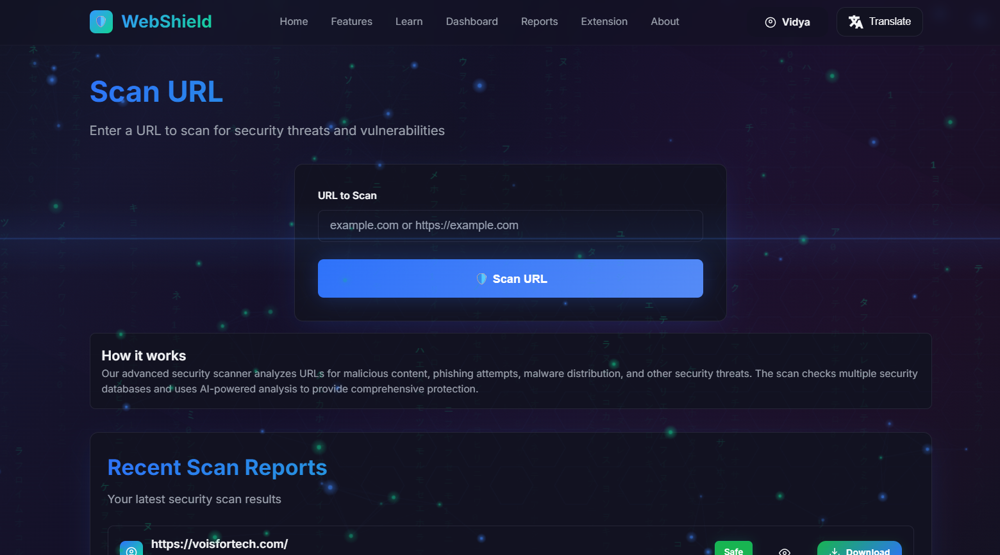 WebShield
Home Features Learn Dashboard Reports Extension About
Vidya
Translate
Scan URL
Enter a URL to scan for security threats and vulnerabilities
URL to Scan
example.com or https://example.com
Scan URL
How it works
Our advanced security scanner analyzes URLs for malicious content, phishing attempts, malware distribution, and other security threats. The scan checks multiple security
databases and uses AI-powered analysis to provide comprehensive protection.
Recent Scan Reports
Your latest security scan results
https://voisfortech.com/
Safe
Download